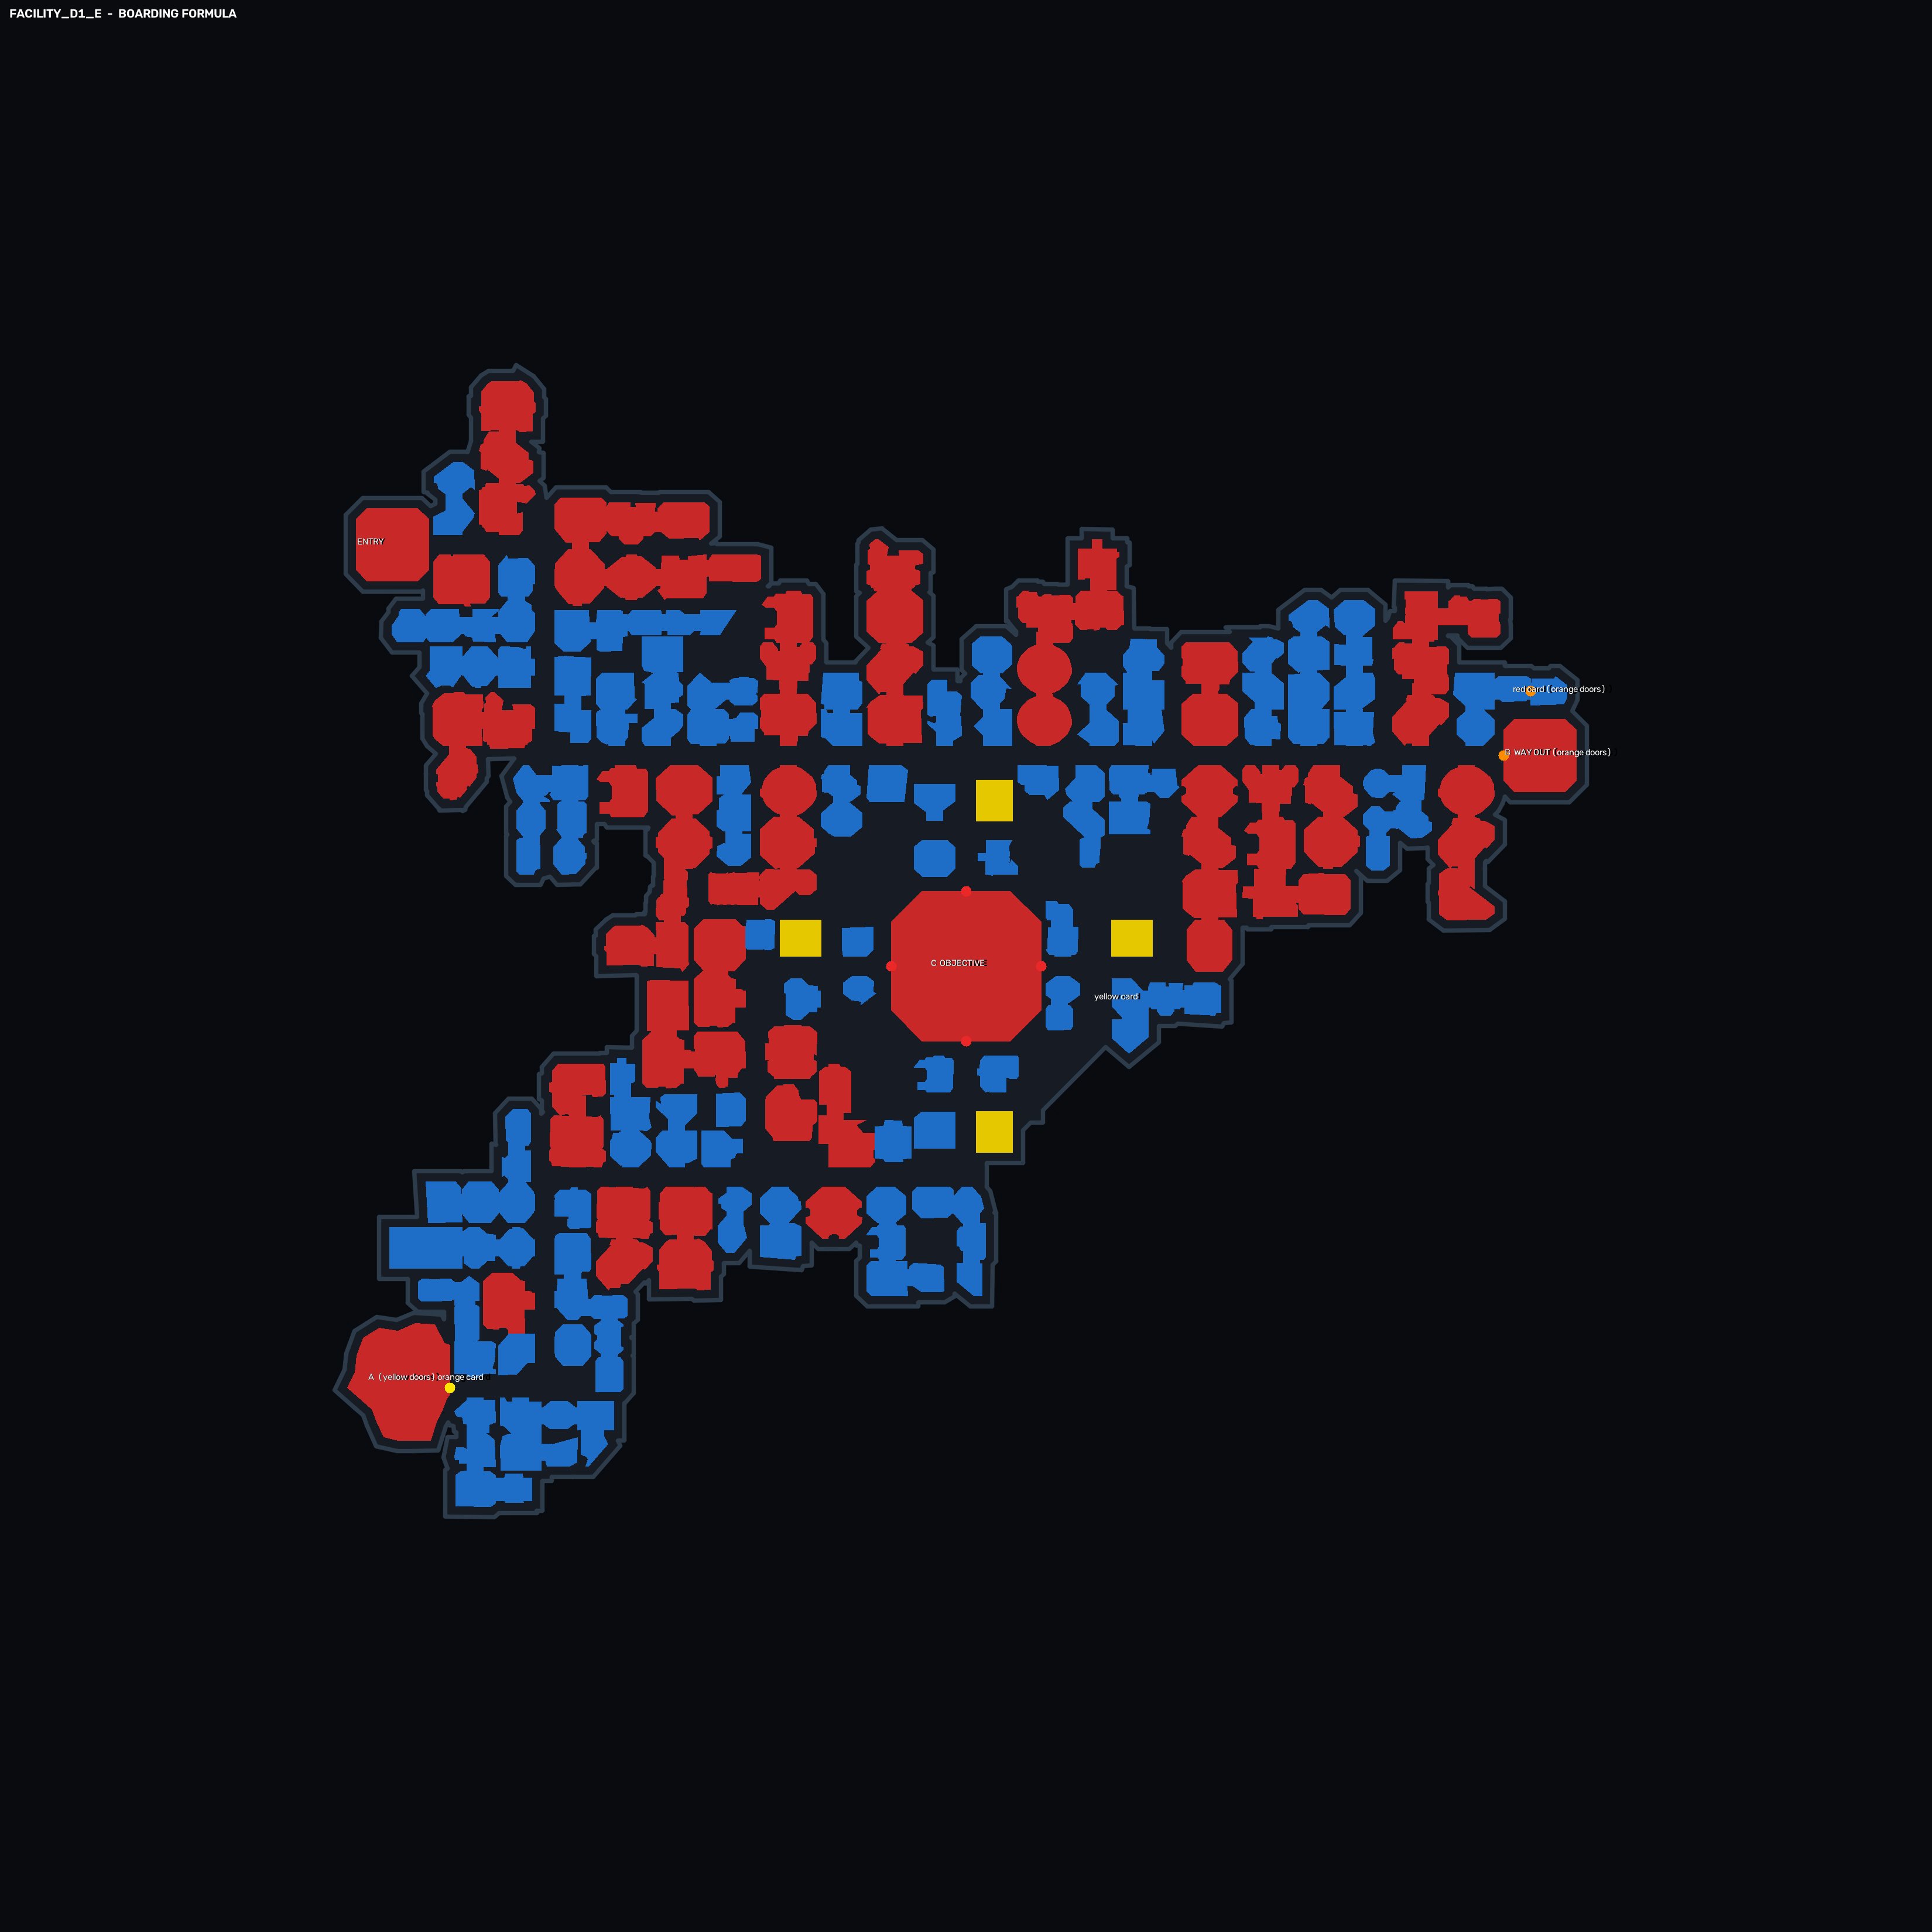 FACILITY_D1_E - BOARDING FORMULA
ENTRY
red card (orange doors)
B WAY OUT (orange doors)
C OBJECTIVE
yellow card
A (yellow doors) orange card